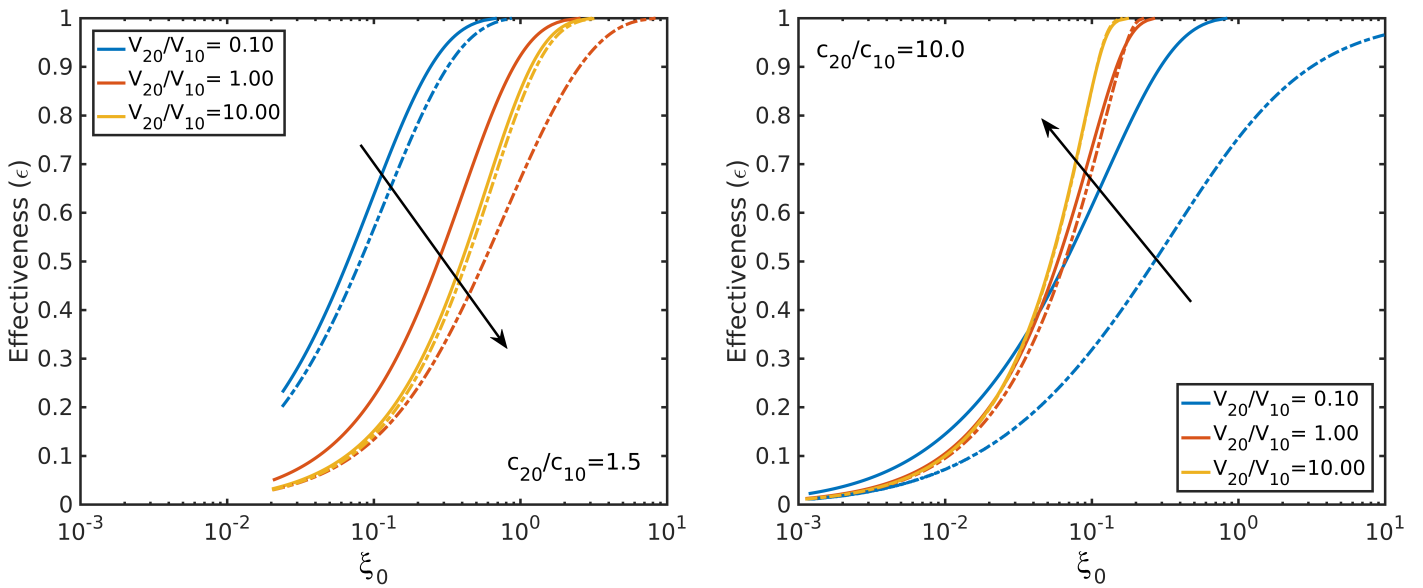 1
0.9
0.8
0.7
0.6
0.5
0.4
0.3
0.2
0.1
0
Effectiveness (ϵ)
V₂₀/V₁₀= 0.10
V₂₀/V₁₀= 1.00
V₂₀/V₁₀=10.00
c₂₀/c₁₀=1.5
10⁻³ 10⁻² 10⁻¹ 10⁰ 10¹
ξ₀
1
0.9
0.8
0.7
0.6
0.5
0.4
0.3
0.2
0.1
0
Effectiveness (ϵ)
c₂₀/c₁₀=10.0
V₂₀/V₁₀= 0.10
V₂₀/V₁₀= 1.00
V₂₀/V₁₀=10.00
10⁻³ 10⁻² 10⁻¹ 10⁰ 10¹
ξ₀